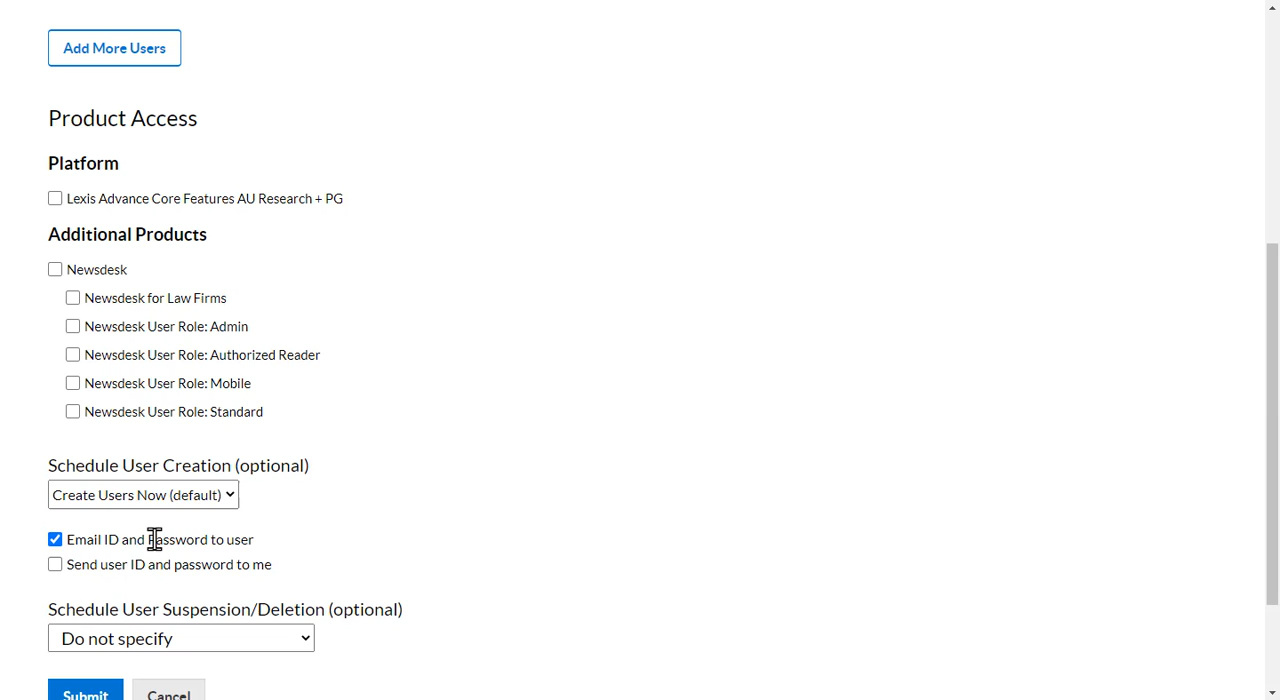 Add More Users
Product Access
Platform
Lexis Advance Core Features AU Research + PG
Additional Products
Newsdesk
Newsdesk for Law Firms
Newsdesk User Role: Admin
Newsdesk User Role: Authorized Reader
Newsdesk User Role: Mobile
Newsdesk User Role: Standard
Schedule User Creation (optional)
Create Users Now (default)
Email ID and Password to user
Send user ID and password to me
Schedule User Suspension/Deletion (optional)
Do not specify
Submit Cancel